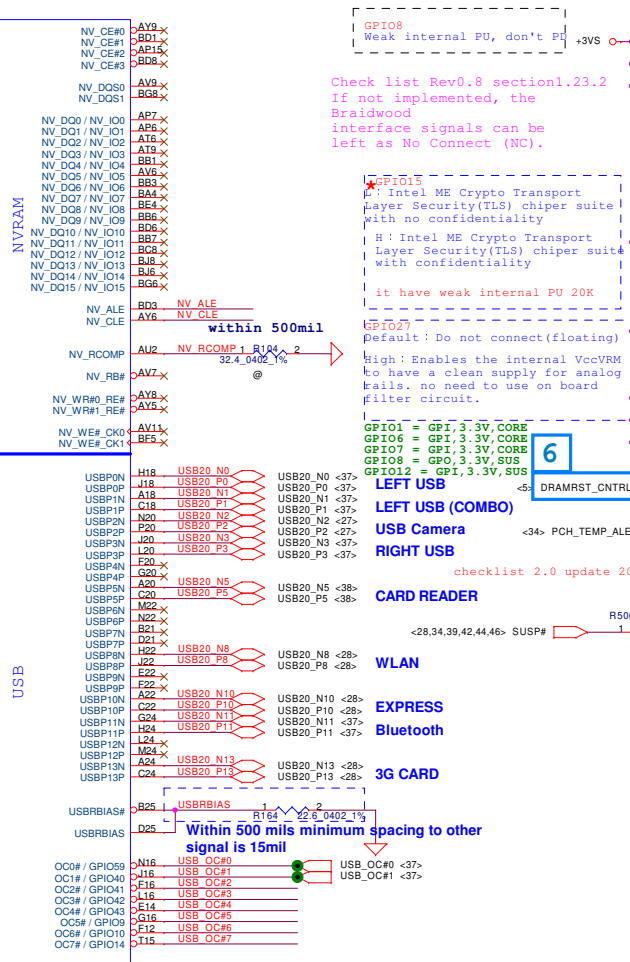 NV_CE#0 AY9
NV_CE#1 BD1
NV_CE#2 AP15
NV_CE#3 BD8
NV_DQS0 AV9
NV_DQS1 BG8
NV_DQ0 / NV_IO0 AP7
NV_DQ1 / NV_IO1 AP6
NV_DQ2 / NV_IO2 AT6
NV_DQ3 / NV_IO3 AT9
NV_DQ4 / NV_IO4 BB1
NV_DQ5 / NV_IO5 AV6
NV_DQ6 / NV_IO6 BB3
NV_DQ7 / NV_IO7 BA4
NV_DQ8 / NV_IO8 BE4
NV_DQ9 / NV_IO9 BB6
NV_DQ10 / NV_IO10 BD6
NV_DQ11 / NV_IO11 BB7
NV_DQ12 / NV_IO12 BC8
NV_DQ13 / NV_IO13 BJ8
NV_DQ14 / NV_IO14 BJ6
NV_DQ15 / NV_IO15 BG6
NVRAM
NV_ALE BD3 NV_ALE
NV_CLE AY6 NV_CLE
within 500mil
NV_RCOMP AU2 NV_RCOMP 1 R104 2
32.4_0402_1%
@
NV_RB# AV7
NV_WR#0_RE# AY8
NV_WR#1_RE# AY5
NV_WE#_CK0 AV11
NV_WE#_CK1 BF5
GPIO8
Weak internal PU, don't PD
+3VS
Check list Rev0.8 section1.23.2
If not implemented, the
Braidwood
interface signals can be
left as No Connect (NC).
GPIO15
L : Intel ME Crypto Transport
Layer Security(TLS) chiper suite
with no confidentiality
H : Intel ME Crypto Transport
Layer Security(TLS) chiper suite
with confidentiality
it have weak internal PU 20K
GPIO27
Default : Do not connect(floating)
High : Enables the internal VccVRM
to have a clean supply for analog
rails. no need to use on board
filter circuit.
GPIO1 = GPI,3.3V,CORE
GPIO6 = GPI,3.3V,CORE
GPIO7 = GPI,3.3V,CORE
GPIO8 = GPO,3.3V,SUS
GPIO12 = GPI,3.3V,SUS
6
<5> DRAMRST_CNTRL
<34> PCH_TEMP_ALE
checklist 2.0 update 20
R50
<28,34,39,42,44,46> SUSP# 1
USB
USBP0N H18 USB20_N0 USB20_N0 <37>
USBP0P J18 USB20_P0 USB20_P0 <37> LEFT USB
USBP1N A18 USB20_N1 USB20_N1 <37>
USBP1P C18 USB20_P1 USB20_P1 <37> LEFT USB (COMBO)
USBP2N N20 USB20_N2 USB20_N2 <27>
USBP2P P20 USB20_P2 USB20_P2 <27> USB Camera
USBP3N J20 USB20_N3 USB20_N3 <37>
USBP3P L20 USB20_P3 USB20_P3 <37> RIGHT USB
USBP4N F20
USBP4P G20
USBP5N A20 USB20_N5 USB20_N5 <38>
USBP5P C20 USB20_P5 USB20_P5 <38> CARD READER
USBP6N M22
USBP6P N22
USBP7N B21
USBP7P D21
USBP8N H22 USB20_N8 USB20_N8 <28>
USBP8P J22 USB20_P8 USB20_P8 <28> WLAN
USBP9N E22
USBP9P F22
USBP10N A22 USB20_N10 USB20_N10 <28>
USBP10P C22 USB20_P10 USB20_P10 <28> EXPRESS
USBP11N G24 USB20_N11 USB20_N11 <37>
USBP11P H24 USB20_P11 USB20_P11 <37> Bluetooth
USBP12N L24
USBP12P M24
USBP13N A24 USB20_N13 USB20_N13 <28>
USBP13P C24 USB20_P13 USB20_P13 <28> 3G CARD
USBRBIAS# B25 USBRBIAS 1 2
R164 22.6_0402_1%
USBRBIAS D25
Within 500 mils minimum spacing to other
signal is 15mil
OC0# / GPIO59 N16 USB_OC#0 USB_OC#0 <37>
OC1# / GPIO40 J16 USB_OC#1 USB_OC#1 <37>
OC2# / GPIO41 F16 USB_OC#2
OC3# / GPIO42 L16 USB_OC#3
OC4# / GPIO43 E14 USB_OC#4
OC5# / GPIO9 G16 USB_OC#5
OC6# / GPIO10 F12 USB_OC#6
OC7# / GPIO14 T15 USB_OC#7